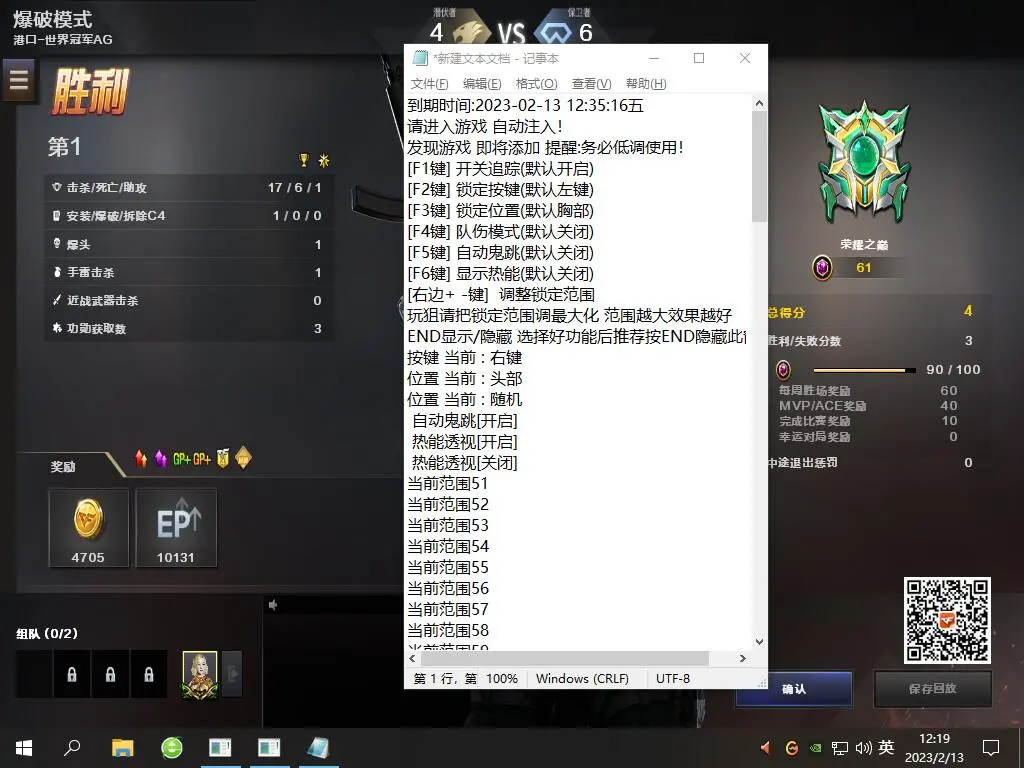 爆破模式
港口-世界冠军AG
潜伏者
4
VS
保卫者
6
胜利
第1
击杀/死亡/助攻 17 / 6 / 1
安装/爆破/拆除C4 1 / 0 / 0
爆头 1
手雷击杀 1
近战武器击杀 0
功勋获取数 3
奖励
GP+ GP+
4705
EP
10131
组队 (0/2)
*新建文本文档 - 记事本
文件(F) 编辑(E) 格式(O) 查看(V) 帮助(H)
到期时间:2023-02-13 12:35:16五
请进入游戏 自动注入!
发现游戏 即将添加 提醒:务必低调使用!
[F1键] 开关追踪(默认开启)
[F2键] 锁定按键(默认左键)
[F3键] 锁定位置(默认胸部)
[F4键] 队伤模式(默认关闭)
[F5键] 自动鬼跳(默认关闭)
[F6键] 显示热能(默认关闭)
[右边+ -键] 调整锁定范围
玩狙请把锁定范围调最大化 范围越大效果越好
END显示/隐藏 选择好功能后推荐按END隐藏此
按键 当前 : 右键
位置 当前 : 头部
位置 当前 : 随机
自动鬼跳[开启]
热能透视[开启]
热能透视[关闭]
当前范围51
当前范围52
当前范围53
当前范围54
当前范围55
当前范围56
当前范围57
当前范围58
当前范围59
第 1 行，第 100% Windows (CRLF) UTF-8
荣耀之巅
61
总得分 4
胜利/失败分数 3
90 / 100
每周胜场奖励 60
MVP/ACE奖励 40
完成比赛奖励 10
幸运对局奖励 0
中途退出惩罚 0
确认
保存回放
英
12:19
2023/2/13